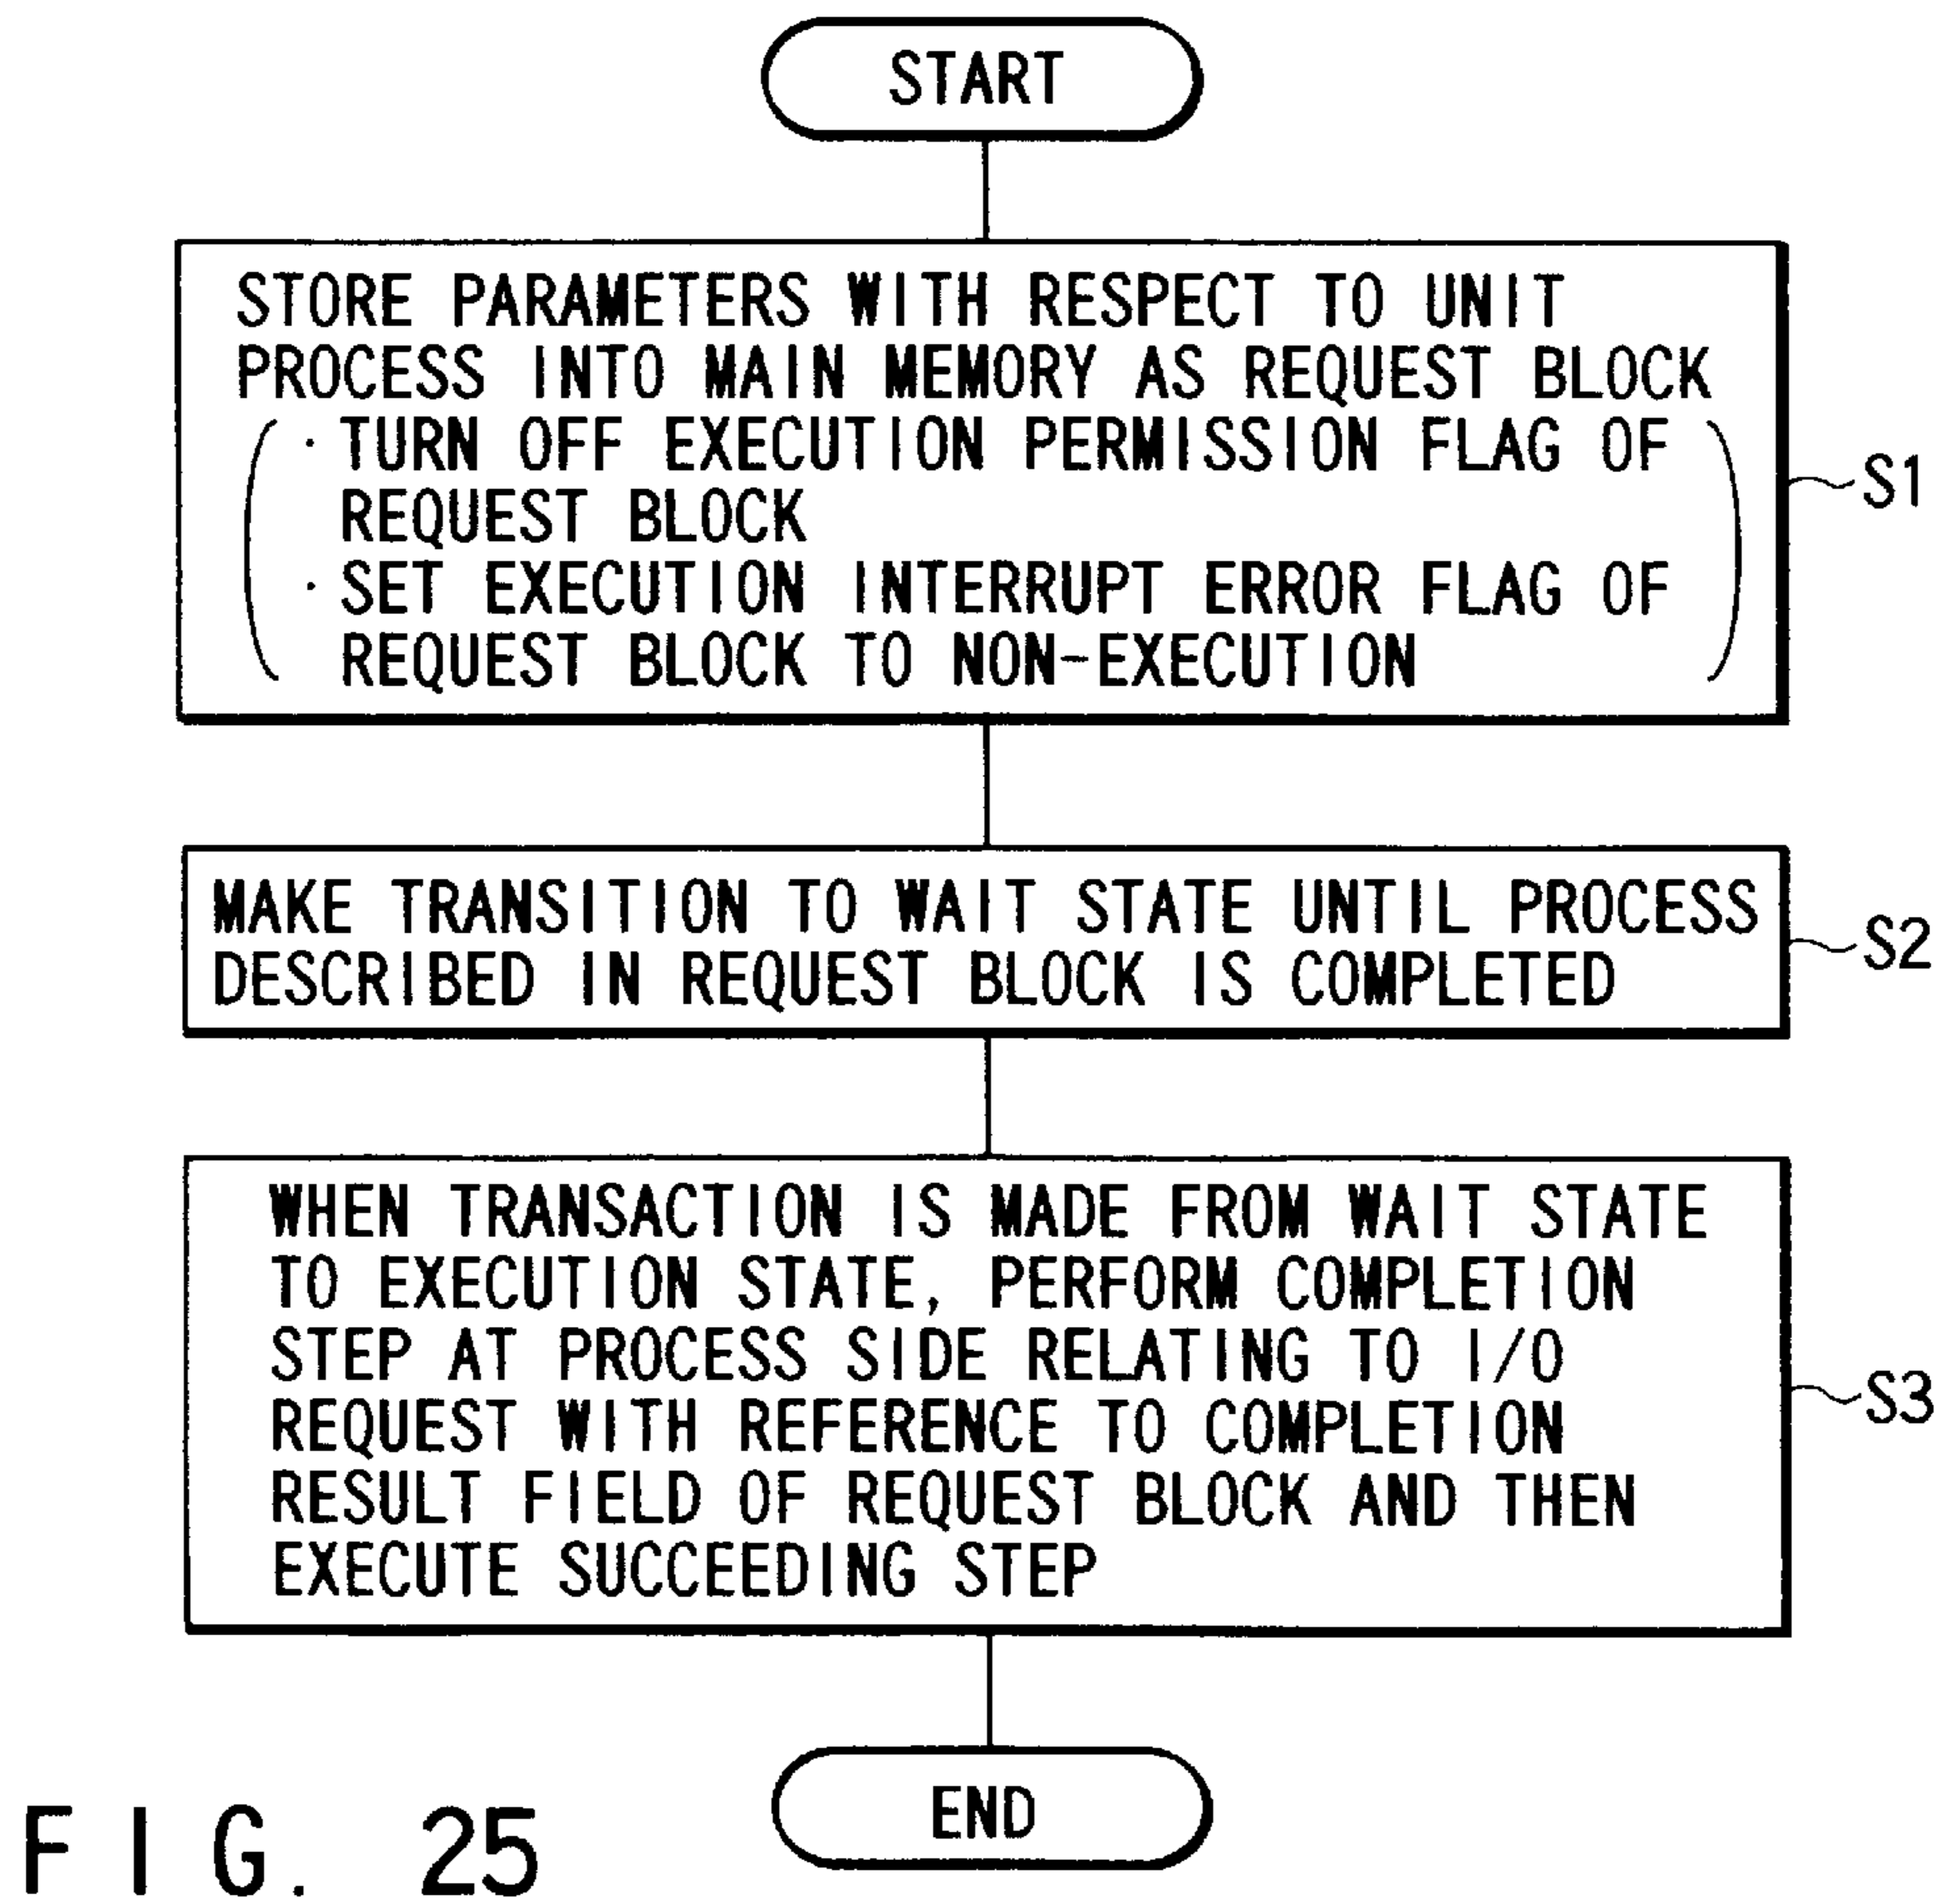 START
STORE PARAMETERS WITH RESPECT TO UNIT
PROCESS INTO MAIN MEMORY AS REQUEST BLOCK
· TURN OFF EXECUTION PERMISSION FLAG OF
REQUEST BLOCK
· SET EXECUTION INTERRUPT ERROR FLAG OF
REQUEST BLOCK TO NON-EXECUTION
S1
MAKE TRANSITION TO WAIT STATE UNTIL PROCESS
DESCRIBED IN REQUEST BLOCK IS COMPLETED
S2
WHEN TRANSACTION IS MADE FROM WAIT STATE
TO EXECUTION STATE, PERFORM COMPLETION
STEP AT PROCESS SIDE RELATING TO I/O
REQUEST WITH REFERENCE TO COMPLETION
RESULT FIELD OF REQUEST BLOCK AND THEN
EXECUTE SUCCEEDING STEP
S3
END
FIG. 25